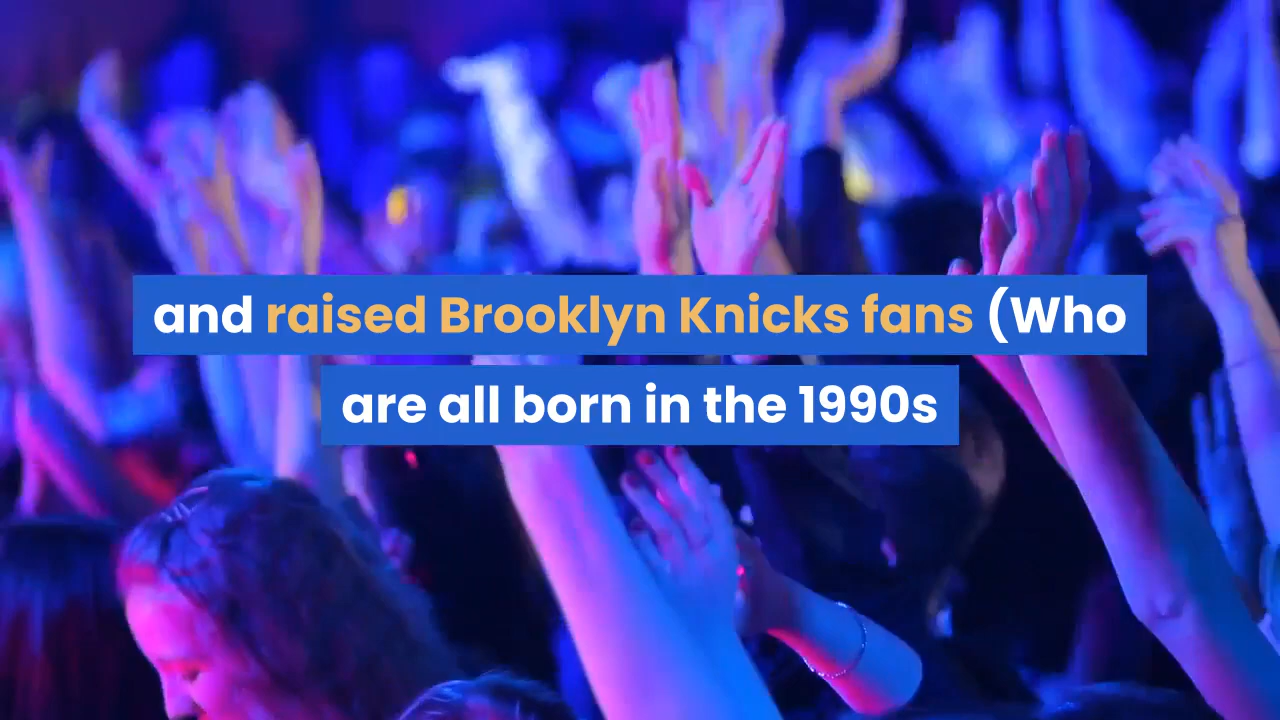 and raised Brooklyn Knicks fans (Who
are all born in the 1990s